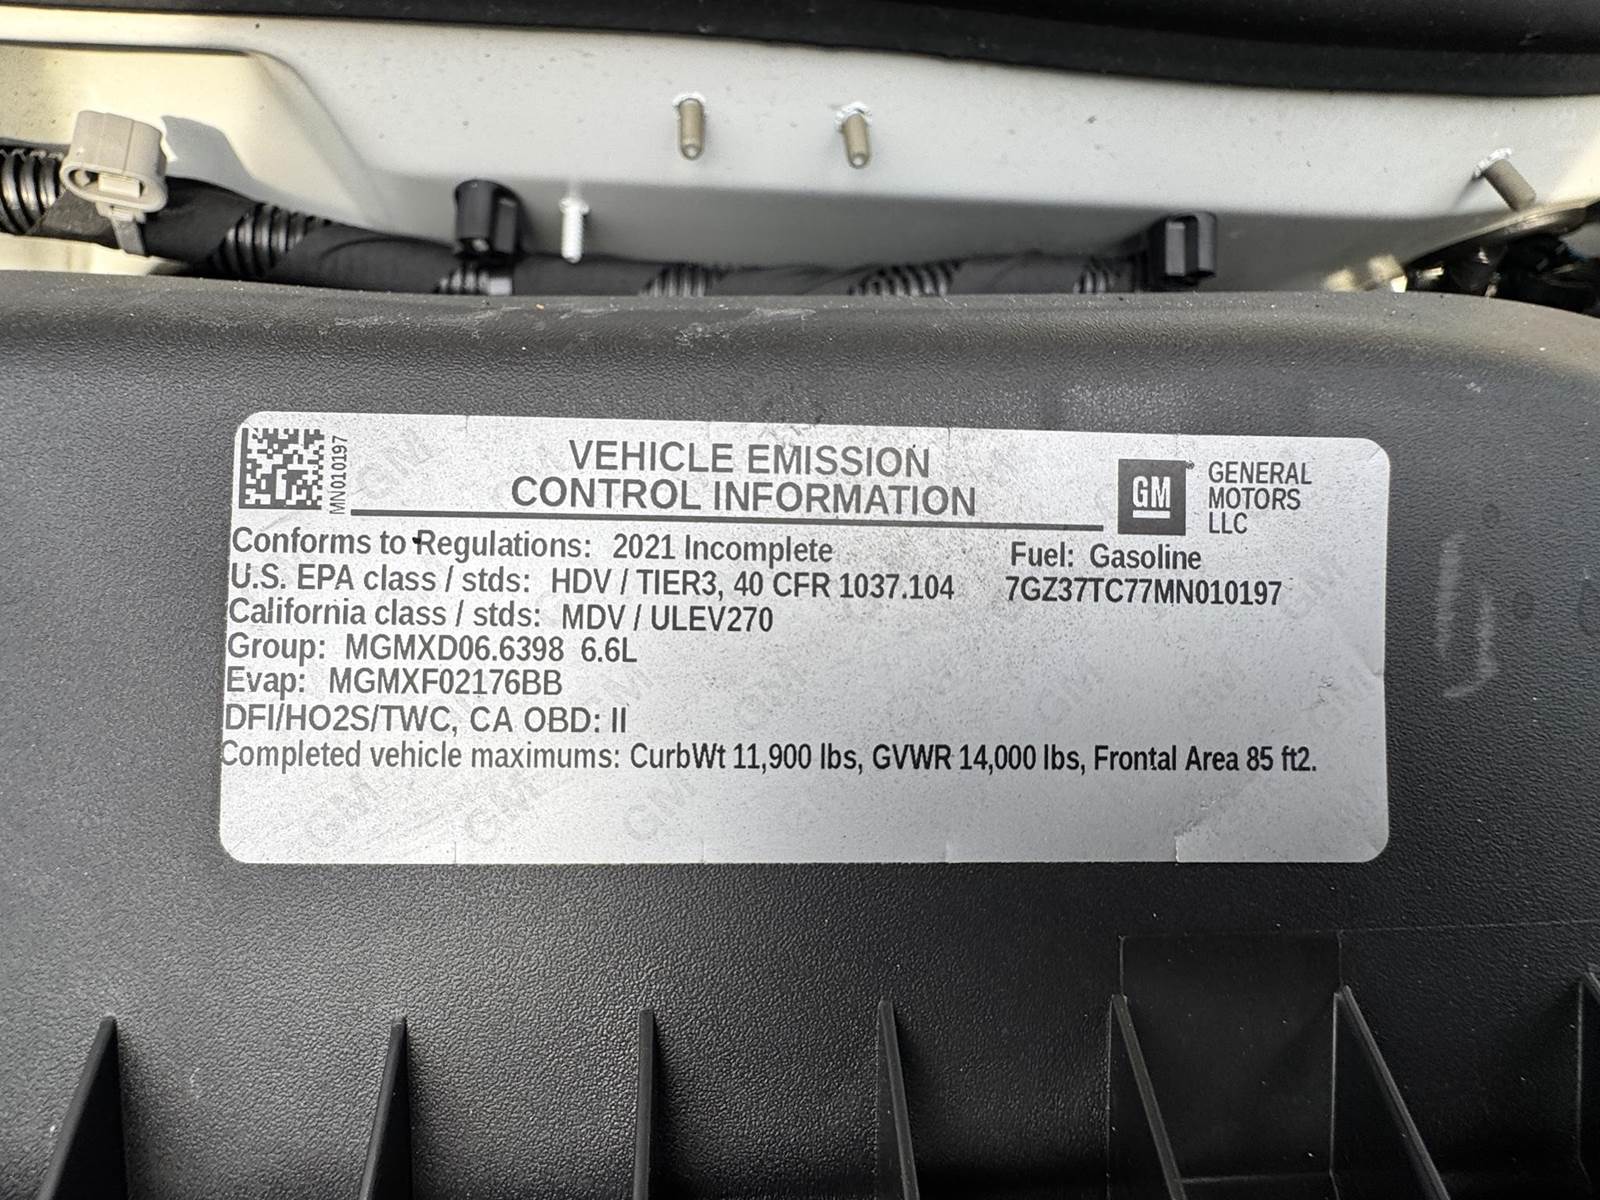 MN010197
VEHICLE EMISSION
CONTROL INFORMATION
GM
GENERAL
MOTORS
LLC
Conforms to Regulations: 2021 Incomplete
Fuel: Gasoline
U.S. EPA class / stds: HDV / TIER3, 40 CFR 1037.104
7GZ37TC77MN010197
California class / stds: MDV / ULEV270
Group: MGMXD06.6398 6.6L
Evap: MGMXF02176BB
DFI/HO2S/TWC, CA OBD: II
Completed vehicle maximums: CurbWt 11,900 lbs, GVWR 14,000 lbs, Frontal Area 85 ft2.